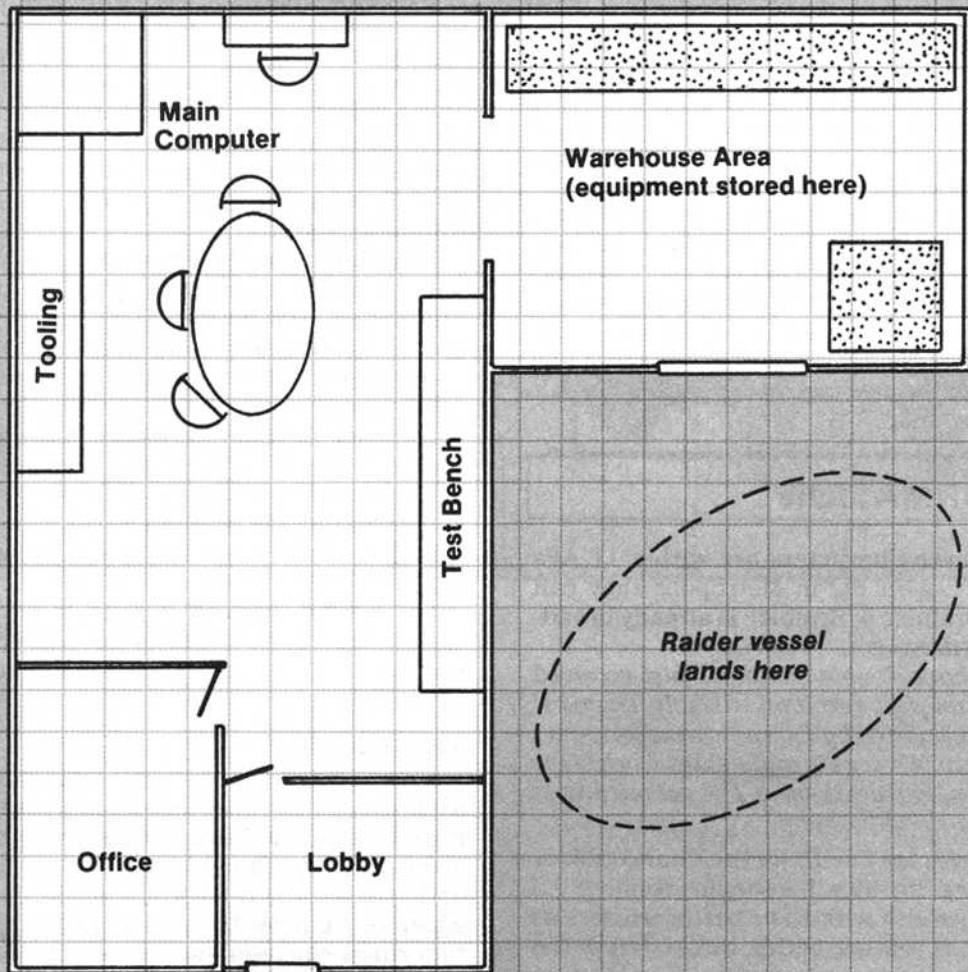 Main
Computer
Warehouse Area
(equipment stored here)
Tooling
Test Bench
Raider vessel
lands here
Office
Lobby